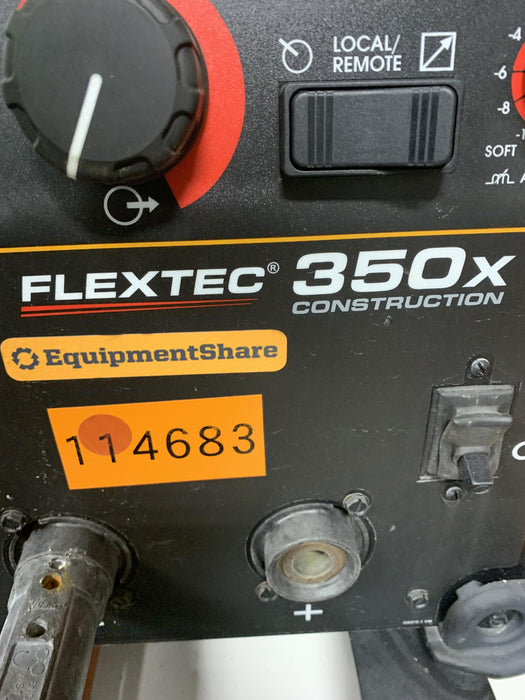 LOCAL/
REMOTE
-4
-6
-8
SOFT
FLEXTEC® 350X
CONSTRUCTION
EquipmentShare
114683
+